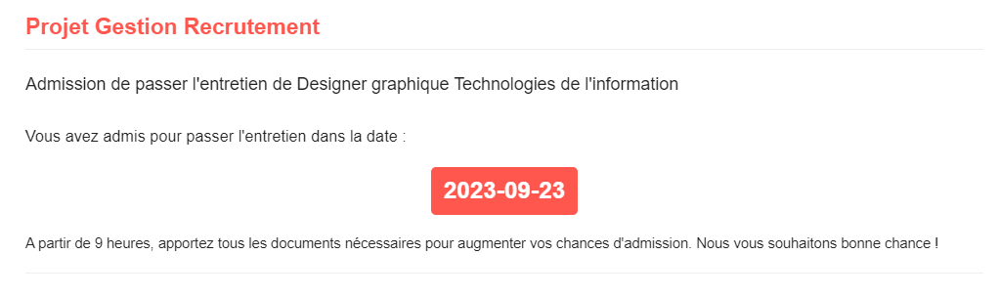 Projet Gestion Recrutement
Admission de passer l'entretien de Designer graphique Technologies de l'information
Vous avez admis pour passer l'entretien dans la date :
2023-09-23
A partir de 9 heures, apportez tous les documents nécessaires pour augmenter vos chances d'admission. Nous vous souhaitons bonne chance !